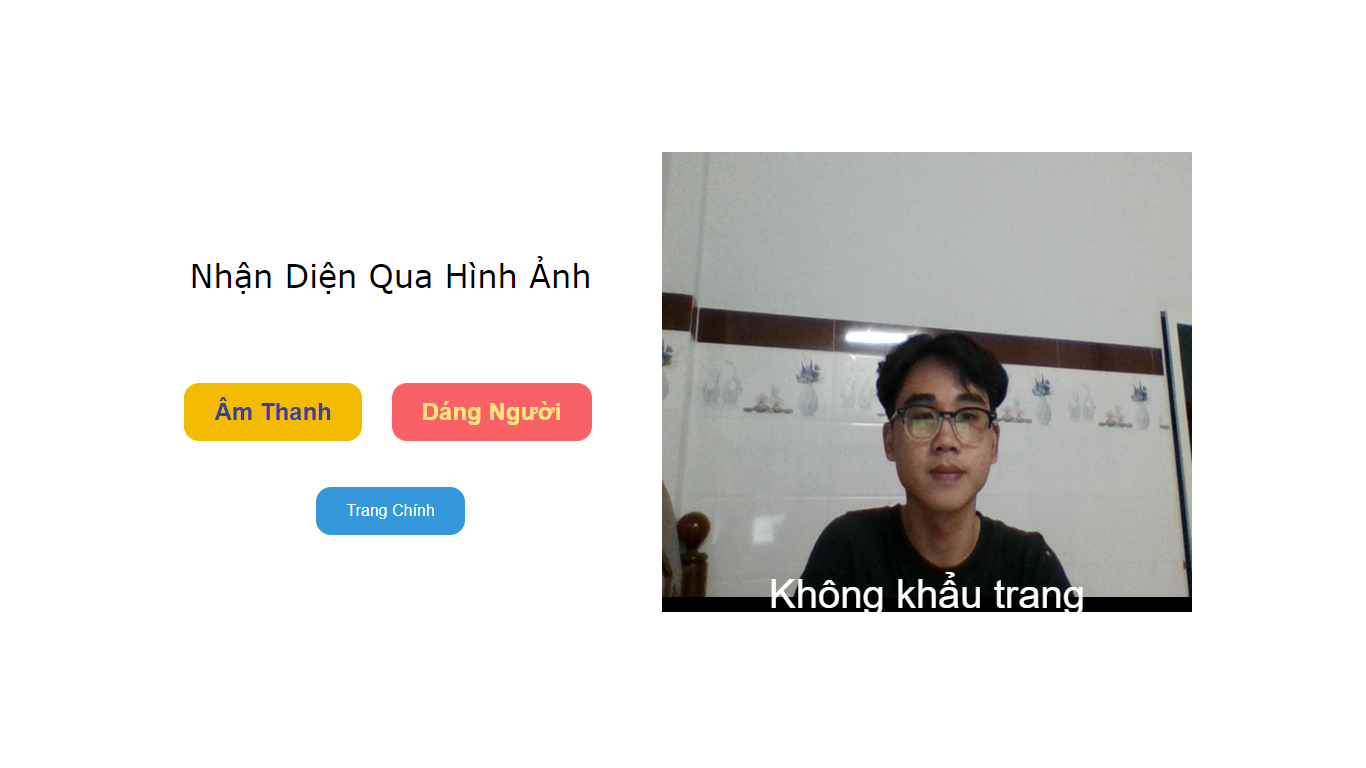 Nhận Diện Qua Hình Ảnh
Âm Thanh
Dáng Người
Trang Chính
Không khẩu trang